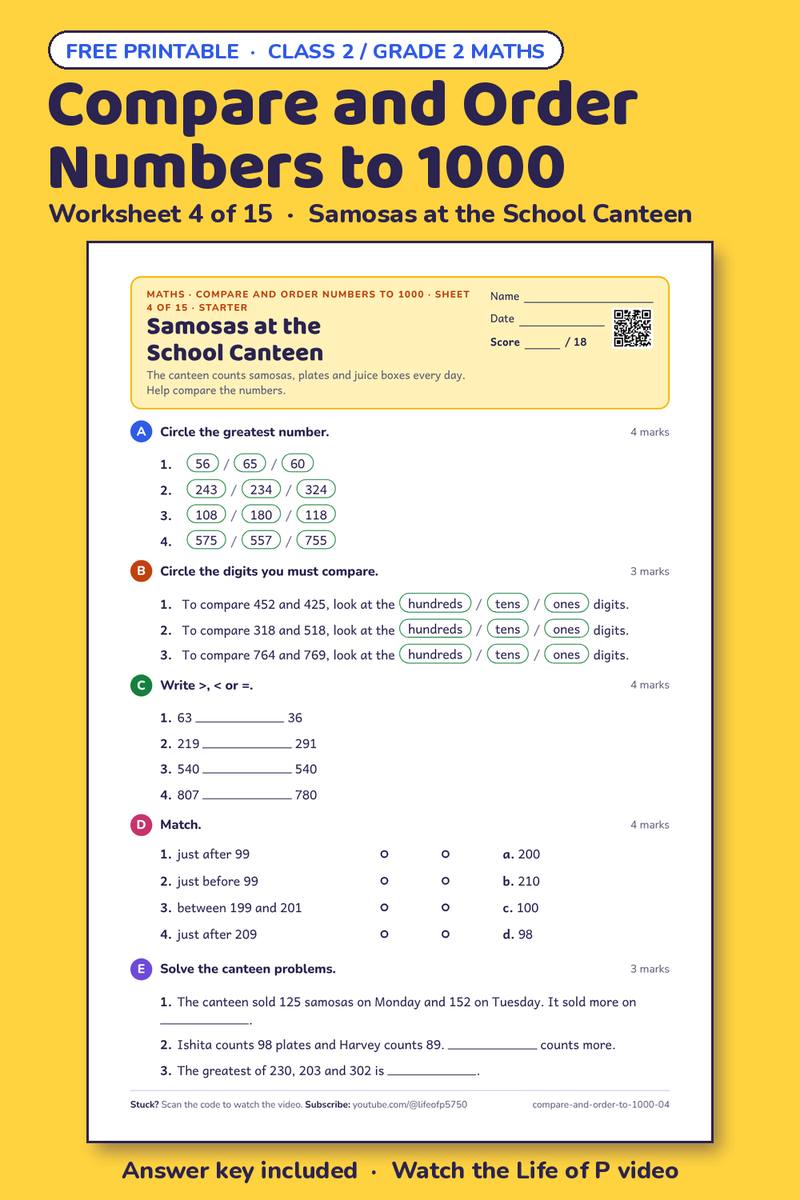 FREE PRINTABLE · CLASS 2 / GRADE 2 MATHS
Compare and Order
Numbers to 1000
Worksheet 4 of 15 · Samosas at the School Canteen
MATHS · COMPARE AND ORDER NUMBERS TO 1000 · SHEET
4 OF 15 · STARTER
Samosas at the
School Canteen
The canteen counts samosas, plates and juice boxes every day.
Help compare the numbers.
Name ____________
Date ____________
Score _____ / 18
A Circle the greatest number. 4 marks
1. 56 / 65 / 60
2. 243 / 234 / 324
3. 108 / 180 / 118
4. 575 / 557 / 755
B Circle the digits you must compare. 3 marks
1. To compare 452 and 425, look at the hundreds / tens / ones digits.
2. To compare 318 and 518, look at the hundreds / tens / ones digits.
3. To compare 764 and 769, look at the hundreds / tens / ones digits.
C Write >, < or =. 4 marks
1. 63 ____________ 36
2. 219 ____________ 291
3. 540 ____________ 540
4. 807 ____________ 780
D Match. 4 marks
1. just after 99 a. 200
2. just before 99 b. 210
3. between 199 and 201 c. 100
4. just after 209 d. 98
E Solve the canteen problems. 3 marks
1. The canteen sold 125 samosas on Monday and 152 on Tuesday. It sold more on
____________.
2. Ishita counts 98 plates and Harvey counts 89. ____________ counts more.
3. The greatest of 230, 203 and 302 is ____________.
Stuck? Scan the code to watch the video. Subscribe: youtube.com/@lifeofp5750 compare-and-order-to-1000-04
Answer key included · Watch the Life of P video